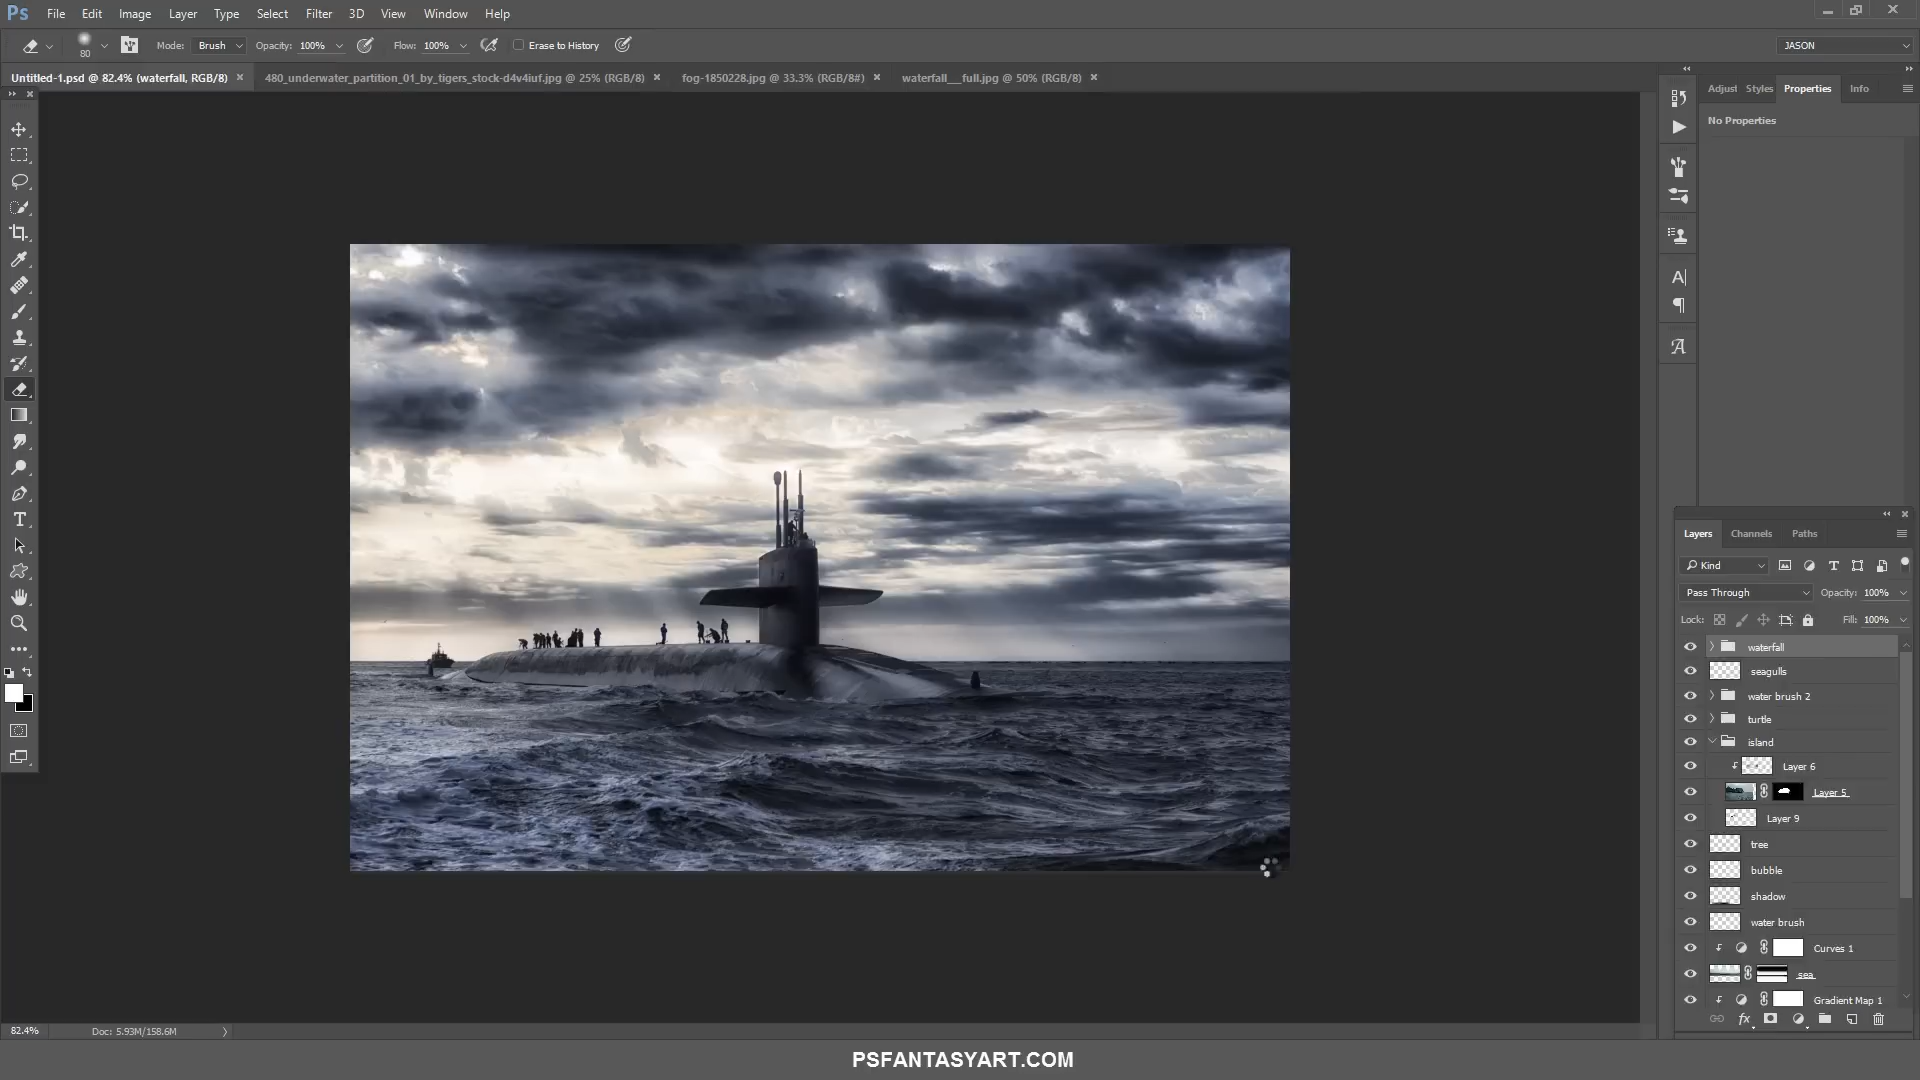 Ps File Edit Image Layer Type Select Filter 3D View Window Help
80 Mode: Brush Opacity: 100% Flow: 100% Erase to History JASON
Untitled-1.psd @ 82.4% (waterfall, RGB/8) × 480_underwater_partition_01_by_tigers_stock-d4v4iuf.jpg @ 25% (RGB/8) × fog-1850228.jpg @ 33.3% (RGB/8#) × waterfall__full.jpg @ 50% (RGB/8) ×
Adjust Styles Properties Info
No Properties
Layers Channels Paths
Kind
Pass Through Opacity: 100%
Lock: Fill: 100%
waterfall
seagulls
water brush 2
turtle
island
Layer 6
Layer 5
Layer 9
tree
bubble
shadow
water brush
Curves 1
sea
Gradient Map 1
fx
82.4% Doc: 5.93M/158.6M
PSFANTASYART.COM